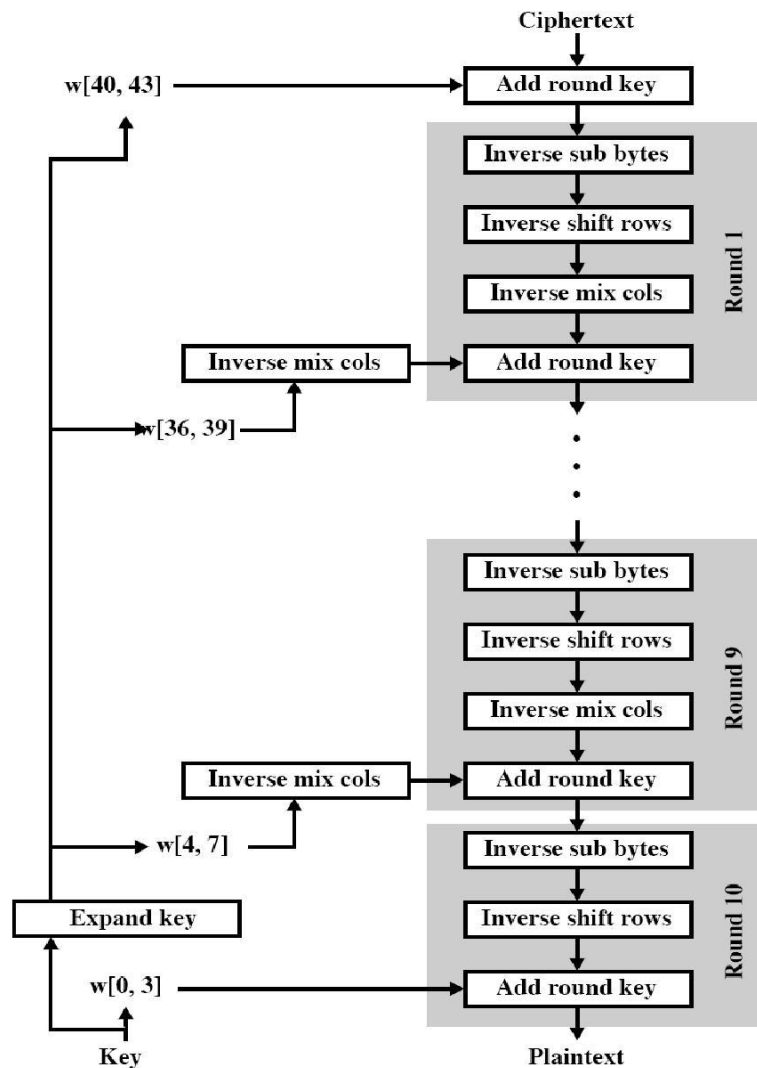 Ciphertext
w[40, 43]
Add round key
Inverse sub bytes
Inverse shift rows
Inverse mix cols
Round 1
Inverse mix cols
Add round key
w[36, 39]
Inverse sub bytes
Inverse shift rows
Inverse mix cols
Round 9
Inverse mix cols
Add round key
w[4, 7]
Inverse sub bytes
Expand key
Inverse shift rows
Round 10
w[0, 3]
Add round key
Key
Plaintext